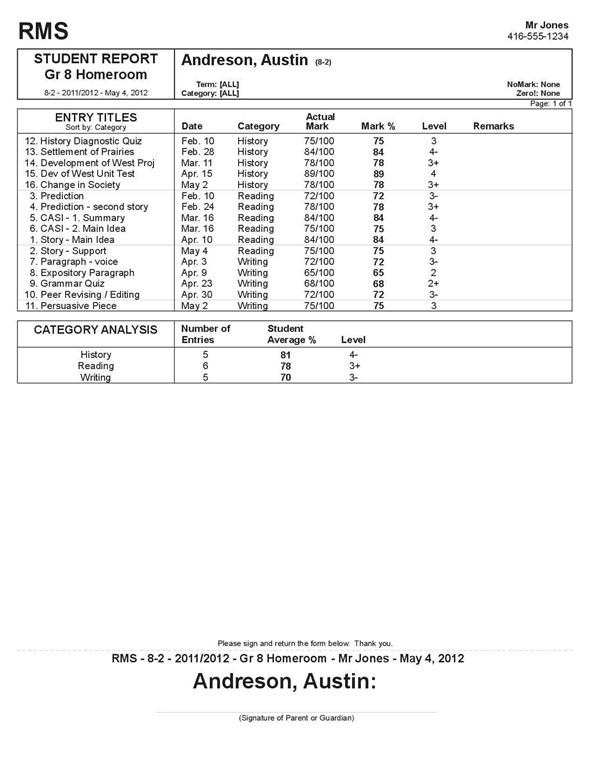 RMS
Mr Jones
416-555-1234
STUDENT REPORT
Gr 8 Homeroom
8-2 - 2011/2012 - May 4, 2012
Andreson, Austin (8-2)
Term: [ALL]
Category: [ALL]
NoMark: None
Zero!: None
Page: 1 of 1
ENTRY TITLES
Sort by: Category
Date Category Actual Mark Mark % Level Remarks
12. History Diagnostic Quiz Feb. 10 History 75/100 75 3
13. Settlement of Prairies Feb. 28 History 84/100 84 4-
14. Development of West Proj Mar. 11 History 78/100 78 3+
15. Dev of West Unit Test Apr. 15 History 89/100 89 4
16. Change in Society May 2 History 78/100 78 3+
3. Prediction Feb. 10 Reading 72/100 72 3-
4. Prediction - second story Feb. 24 Reading 78/100 78 3+
5. CASI - 1. Summary Mar. 16 Reading 84/100 84 4-
6. CASI - 2. Main Idea Mar. 16 Reading 75/100 75 3
1. Story - Main Idea Apr. 10 Reading 84/100 84 4-
2. Story - Support May 4 Reading 75/100 75 3
7. Paragraph - voice Apr. 3 Writing 72/100 72 3-
8. Expository Paragraph Apr. 9 Writing 65/100 65 2
9. Grammar Quiz Apr. 23 Writing 68/100 68 2+
10. Peer Revising / Editing Apr. 30 Writing 72/100 72 3-
11. Persuasive Piece May 2 Writing 75/100 75 3
CATEGORY ANALYSIS Number of Entries Student Average % Level
History 5 81 4-
Reading 6 78 3+
Writing 5 70 3-
Please sign and return the form below. Thank you.
RMS - 8-2 - 2011/2012 - Gr 8 Homeroom - Mr Jones - May 4, 2012
Andreson, Austin:
(Signature of Parent or Guardian)